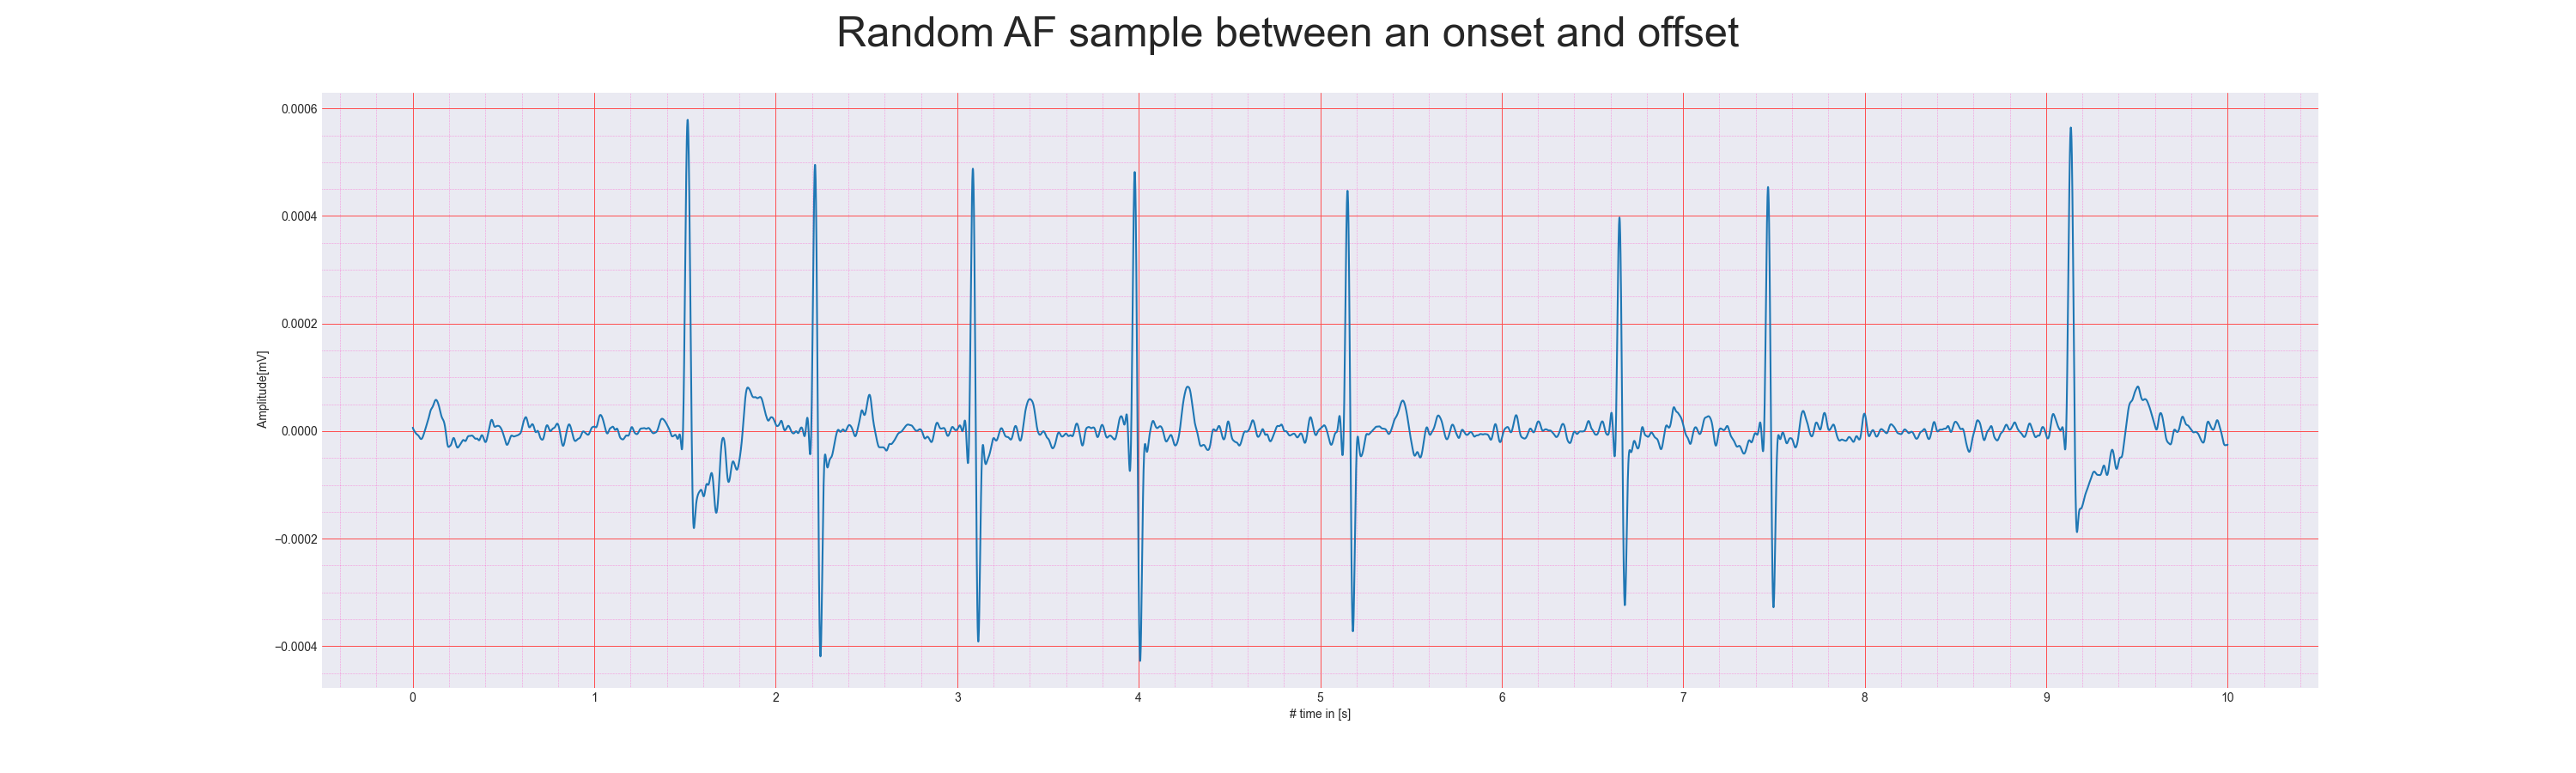 Random AF sample between an onset and offset
0.0006
0.0004
0.0002
0.0000
−0.0002
−0.0004
Amplitude[mV]
0 1 2 3 4 5 6 7 8 9 10
# time in [s]